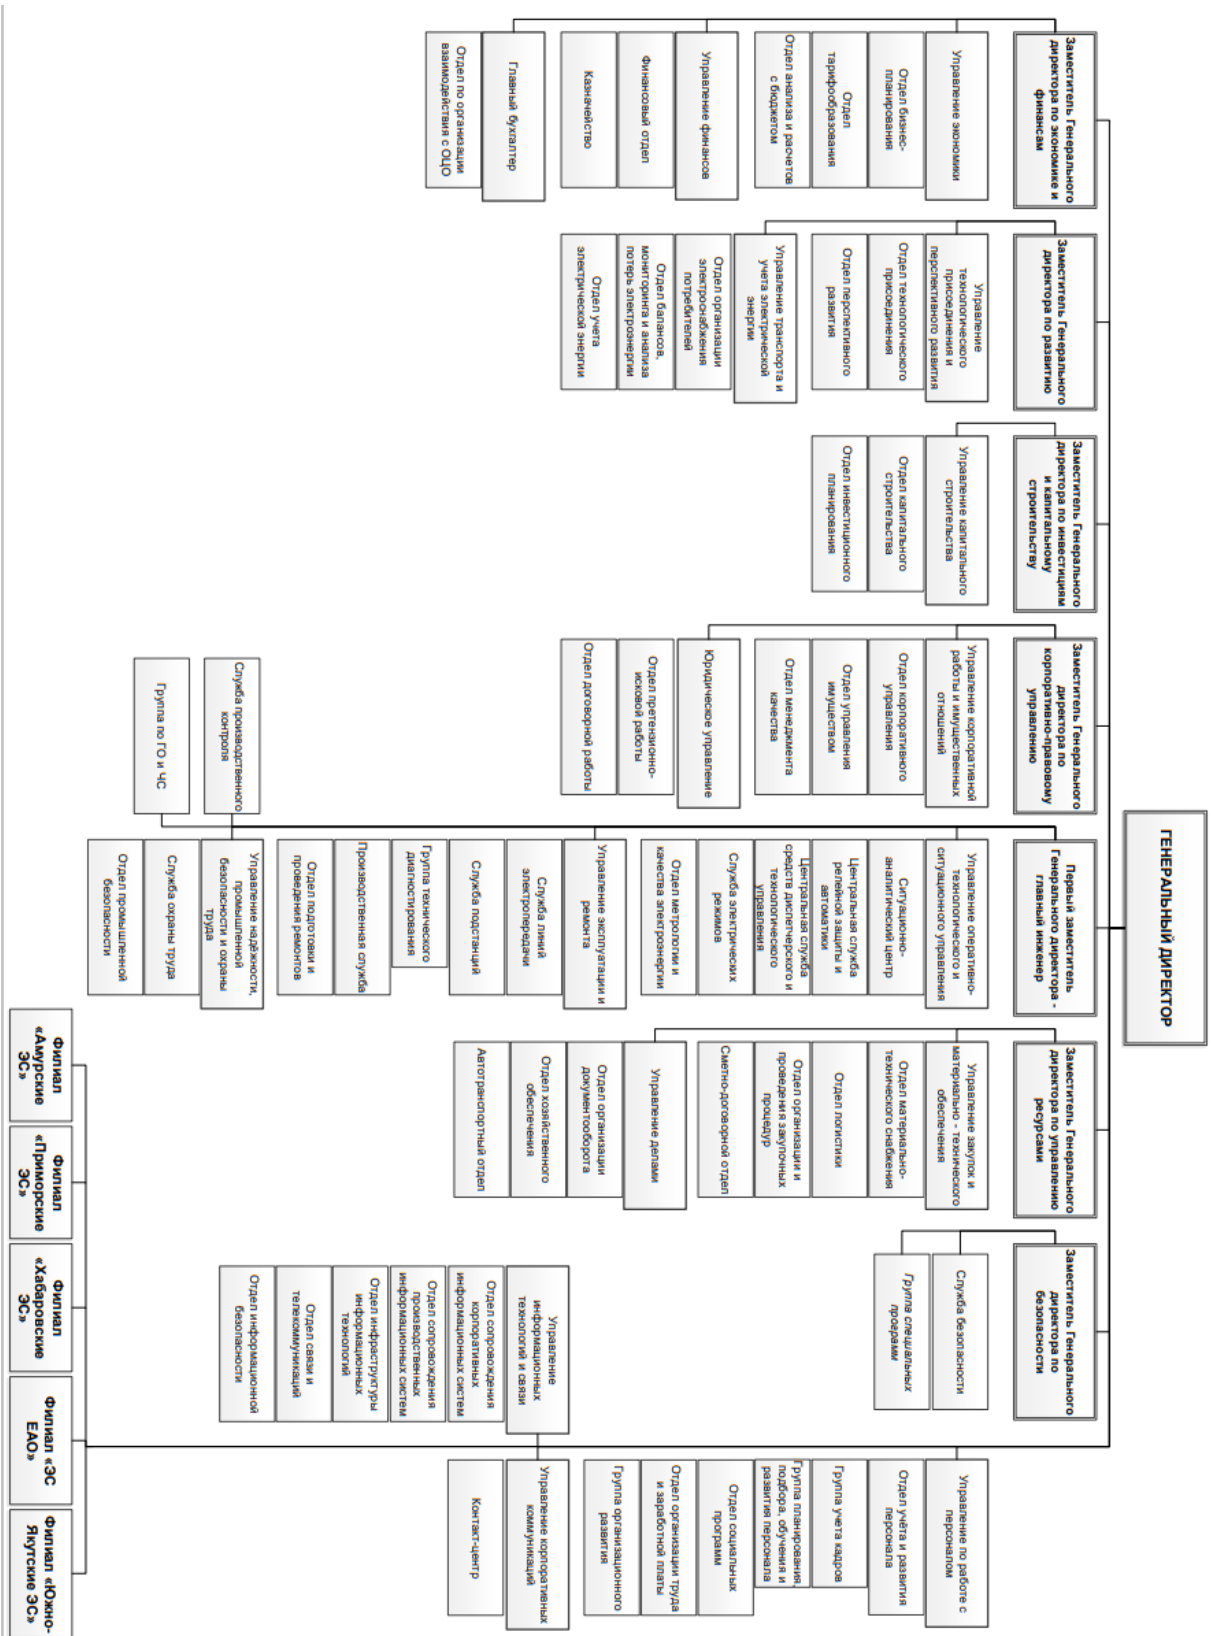 ГЕНЕРАЛЬНЫЙ ДИРЕКТОР
Заместитель Генерального
директора по экономике и
финансам
Управление экономики
Отдел бизнес-
планирования
Отдел
тарифообразования
Отдел анализа и расчетов
с бюджетом
Управление финансов
Финансовый отдел
Казначейство
Главный бухгалтер
Отдел по организации
взаимодействия с ОЦО
Заместитель Генерального
директора по развитию
Управление
технологического
присоединения и
перспективного развития
Отдел технологического
присоединения
Отдел перспективного
развития
Управление транспорта и
учета электрической
энергии
Отдел организации
электроснабжения
потребителей
Отдел балансов,
мониторинга и анализа
потерь электроэнергии
Отдел учета
электрической энергии
Заместитель Генерального
директора по инвестициям
и капитальному
строительству
Управление капитального
строительства
Отдел капитального
строительства
Отдел инвестиционного
планирования
Заместитель Генерального
директора по
корпоративно-правовому
управлению
Управление корпоративной
работы и имущественных
отношений
Отдел корпоративного
управления
Отдел управления
имуществом
Отдел менеджмента
качества
Юридическое управление
Отдел претензионно-
исковой работы
Отдел договорной работы
Первый заместитель
Генерального директора -
главный инженер
Управление оперативно-
технологического и
ситуационного управления
Ситуационно-
аналитический центр
Центральная служба
релейной защиты и
автоматики
Центральная служба
средств диспетчерского и
технологического
управления
Служба электрических
режимов
Отдел метрологии и
качества электроэнергии
Управление эксплуатации и
ремонта
Служба линий
электропередачи
Служба подстанций
Группа технического
диагностирования
Производственная служба
Отдел подготовки и
проведения ремонтов
Управление надёжности,
промышленной
безопасности и охраны
труда
Служба охраны труда
Отдел промышленной
безопасности
Служба производственного
контроля
Группа по ГО и ЧС
Заместитель Генерального
директора по управлению
ресурсами
Управление закупок и
материально - технического
обеспечения
Отдел материально-
технического снабжения
Отдел логистики
Отдел организации и
проведения закупочных
процедур
Сметно-договорной отдел
Управление делами
Отдел организации
документооборота
Отдел хозяйственного
обеспечения
Автотранспортный отдел
Заместитель Генерального
директора по
безопасности
Служба безопасности
Группа специальных
программ
Управление
информационных
технологий и связи
Отдел сопровождения
корпоративных
информационных систем
Отдел сопровождения
производственных
информационных систем
Отдел инфраструктуры
информационных
технологий
Отдел связи и
телекоммуникаций
Отдел информационной
безопасности
Управление по работе с
персоналом
Отдел учёта и развития
персонала
Группа учета кадров
Группа планирования,
подбора, обучения и
развития персонала
Отдел социальных
программ
Отдел организации труда
и заработной платы
Группа организационного
развития
Управление корпоративных
коммуникаций
Контакт-центр
Филиал
«Амурские
ЭС»
Филиал
«Приморские
ЭС»
Филиал
«Хабаровские
ЭС»
Филиал «ЭС
ЕАО»
Филиал «Южно-
Якутские ЭС»